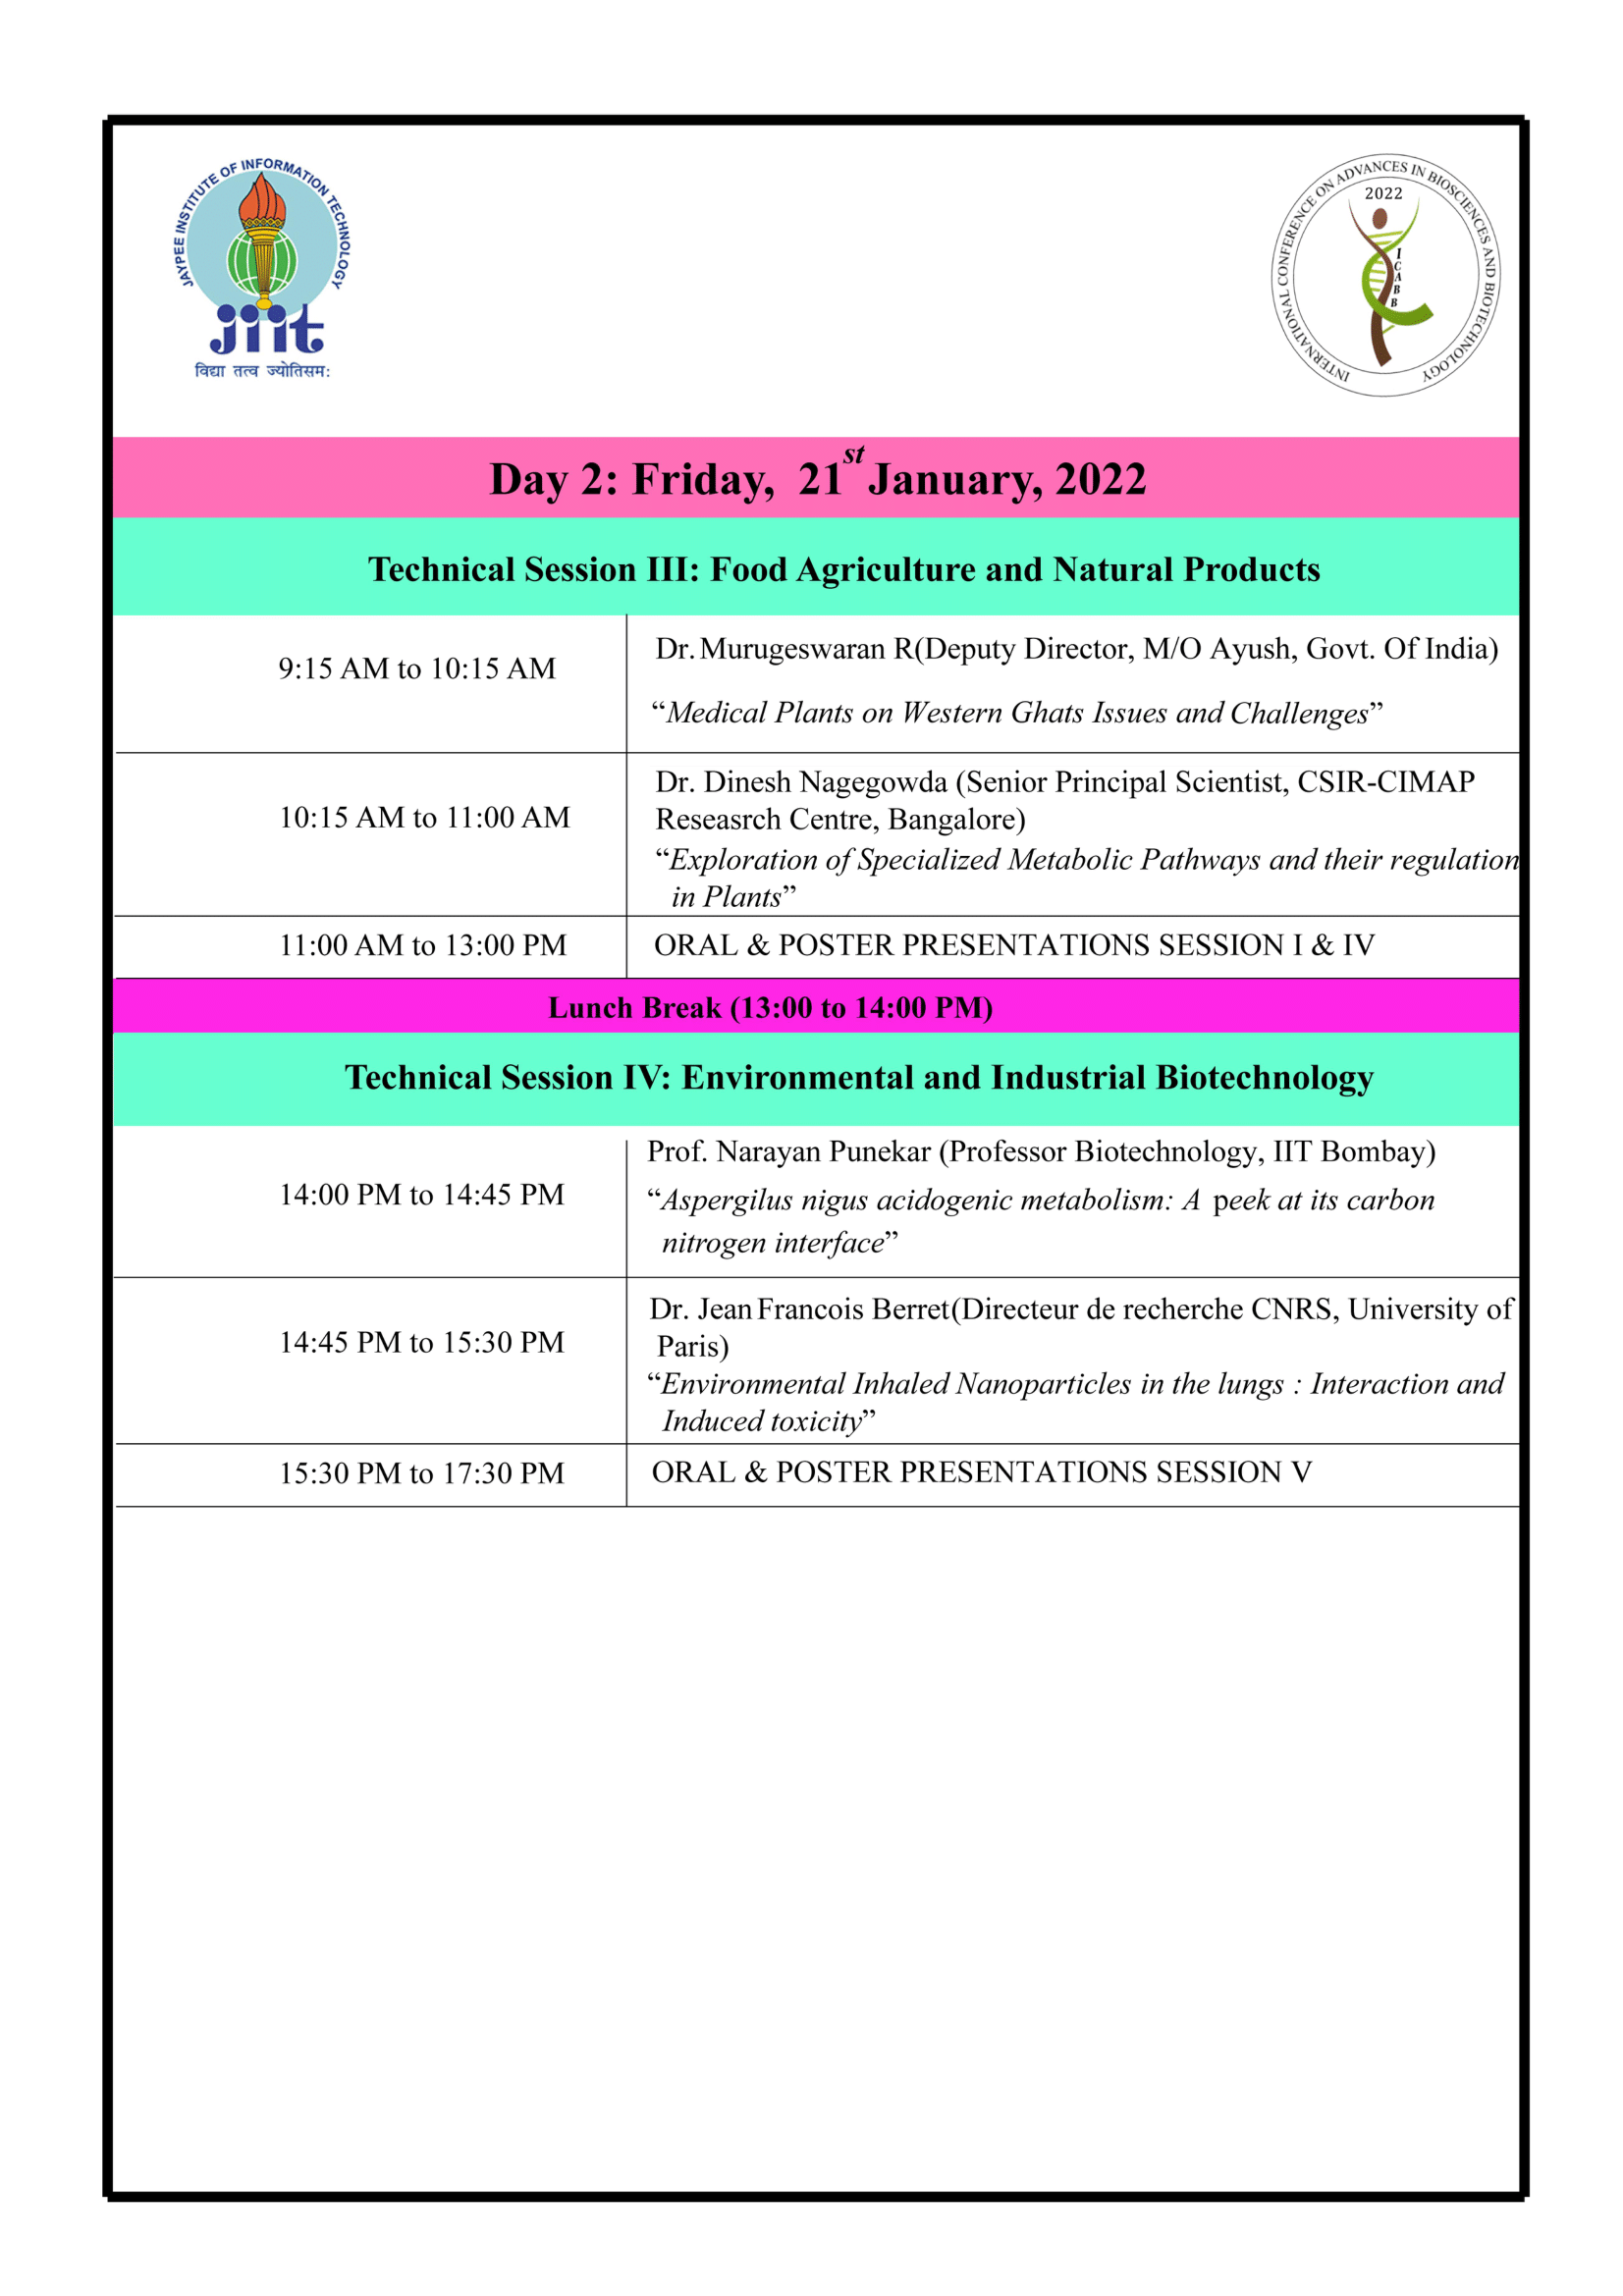 JAYPEE INSTITUTE OF INFORMATION TECHNOLOGY
jiit
विद्या तत्व ज्योतिसमः
INTERNATIONAL CONFERENCE ON ADVANCES IN BIOSCIENCES AND BIOTECHNOLOGY
2022
ICABB
Day 2: Friday, 21st January, 2022
Technical Session III: Food Agriculture and Natural Products
9:15 AM to 10:15 AM
Dr. Murugeswaran R(Deputy Director, M/O Ayush, Govt. Of India)
“Medical Plants on Western Ghats Issues and Challenges”
10:15 AM to 11:00 AM
Dr. Dinesh Nagegowda (Senior Principal Scientist, CSIR-CIMAP
Reseasrch Centre, Bangalore)
“Exploration of Specialized Metabolic Pathways and their regulation
in Plants”
11:00 AM to 13:00 PM
ORAL & POSTER PRESENTATIONS SESSION I & IV
Lunch Break (13:00 to 14:00 PM)
Technical Session IV: Environmental and Industrial Biotechnology
14:00 PM to 14:45 PM
Prof. Narayan Punekar (Professor Biotechnology, IIT Bombay)
“Aspergilus nigus acidogenic metabolism: A peek at its carbon
nitrogen interface”
14:45 PM to 15:30 PM
Dr. Jean Francois Berret(Directeur de recherche CNRS, University of
Paris)
“Environmental Inhaled Nanoparticles in the lungs : Interaction and
Induced toxicity”
15:30 PM to 17:30 PM
ORAL & POSTER PRESENTATIONS SESSION V